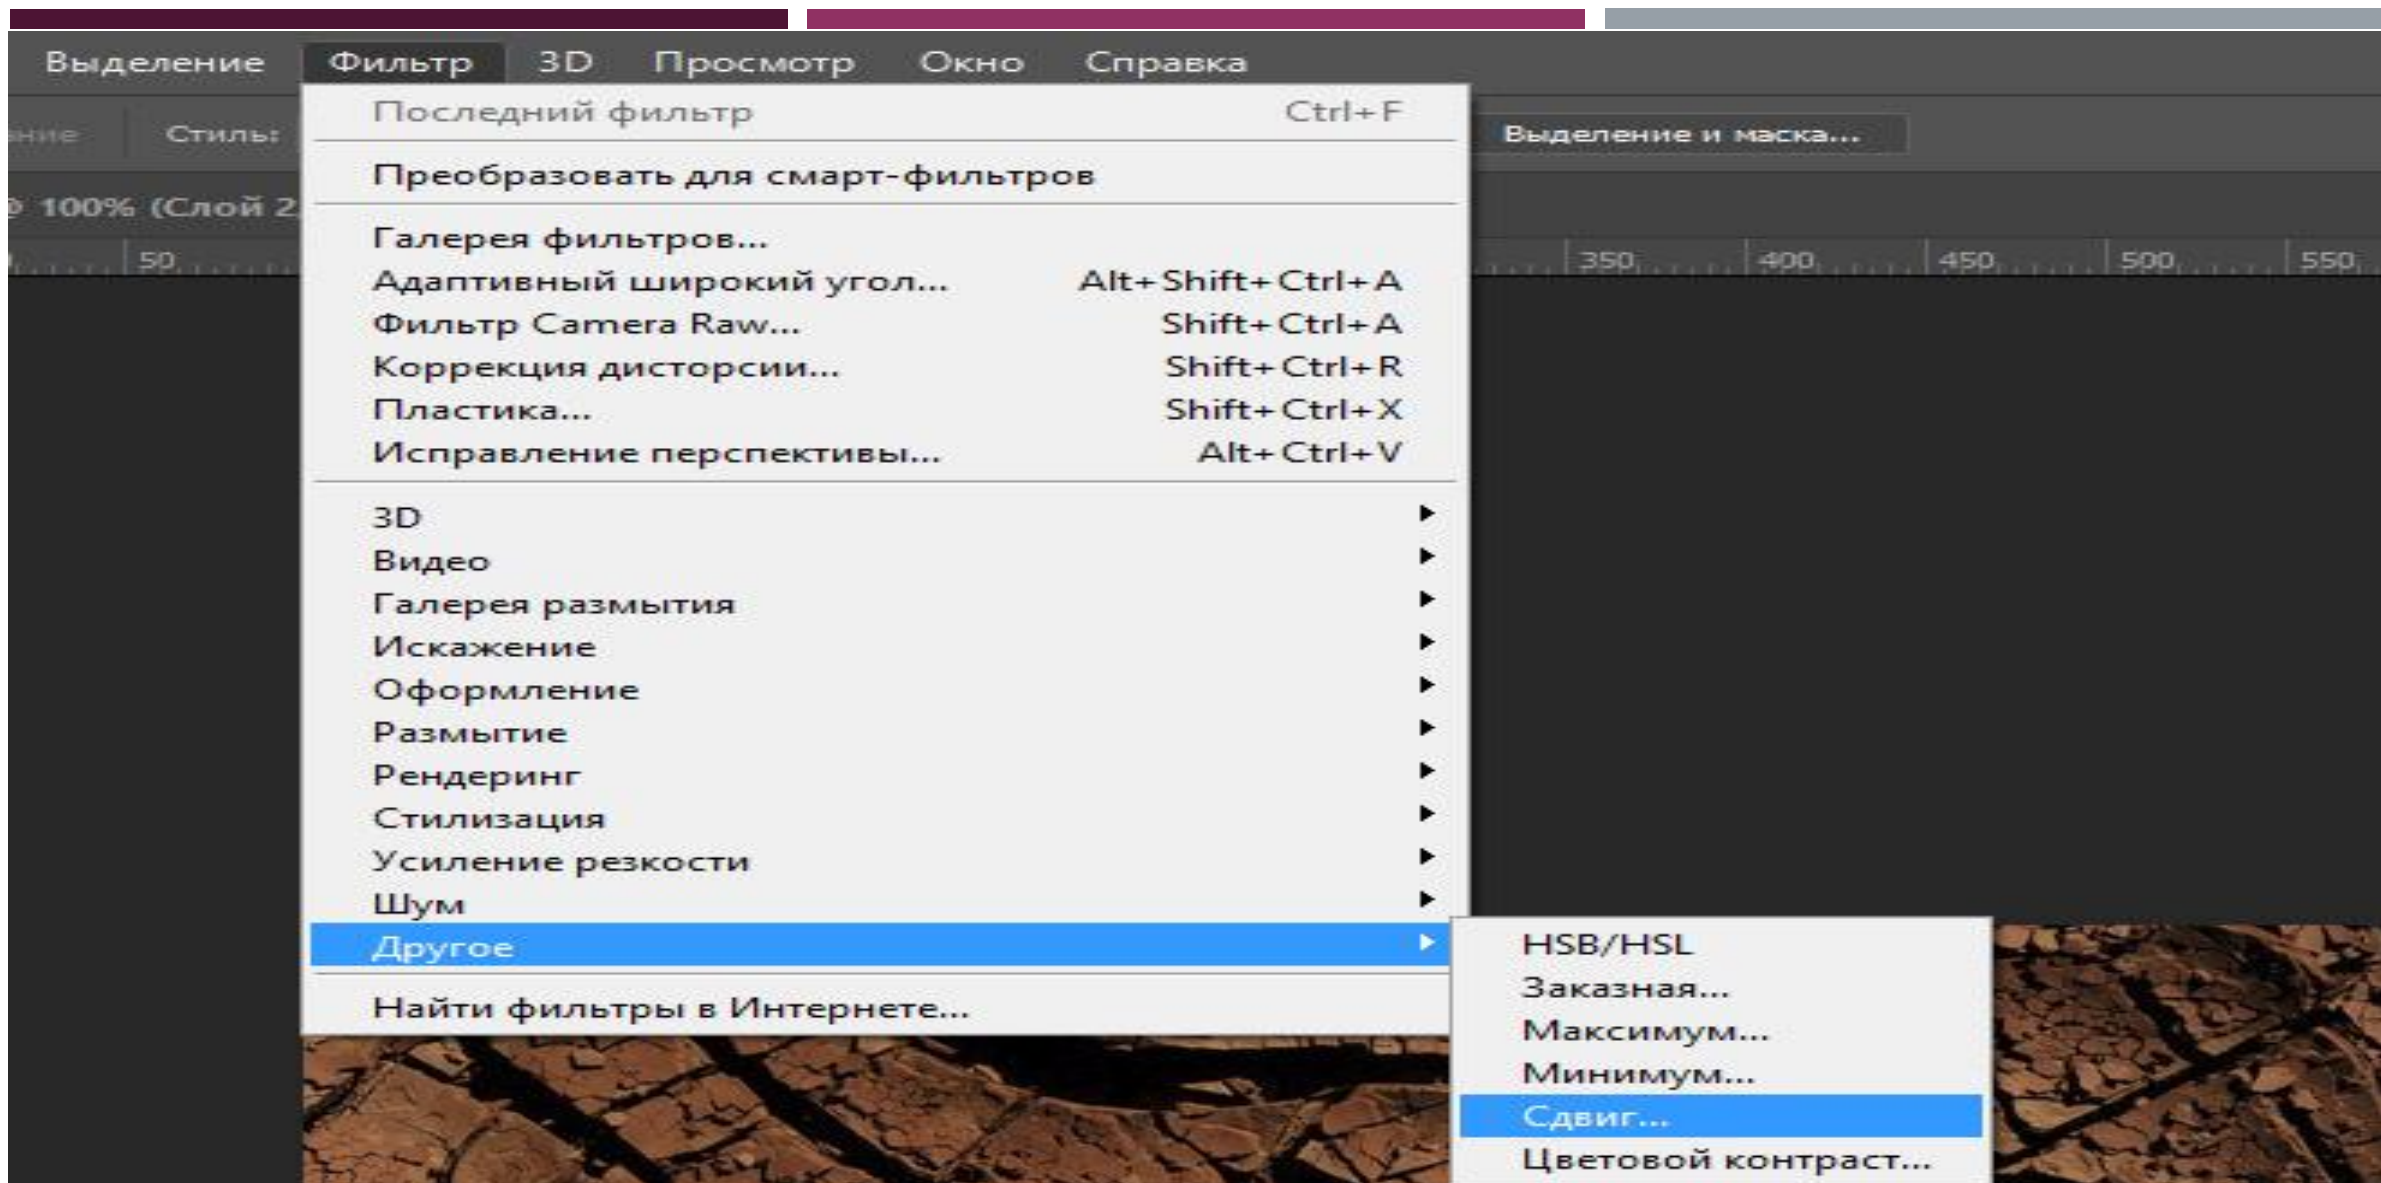 Выделение Фильтр 3D Просмотр Окно Справка
Последний фильтр Ctrl+F
Стиль: Выделение и маска...
Преобразовать для смарт-фильтров
100% (Слой 2,
Галерея фильтров...
50 350 400 450 500 550
Адаптивный широкий угол... Alt+Shift+Ctrl+A
Фильтр Camera Raw... Shift+Ctrl+A
Коррекция дисторсии... Shift+Ctrl+R
Пластика... Shift+Ctrl+X
Исправление перспективы... Alt+Ctrl+V
3D
Видео
Галерея размытия
Искажение
Оформление
Размытие
Рендеринг
Стилизация
Усиление резкости
Шум
Другое
Найти фильтры в Интернете...
HSB/HSL
Заказная...
Максимум...
Минимум...
Сдвиг...
Цветовой контраст...